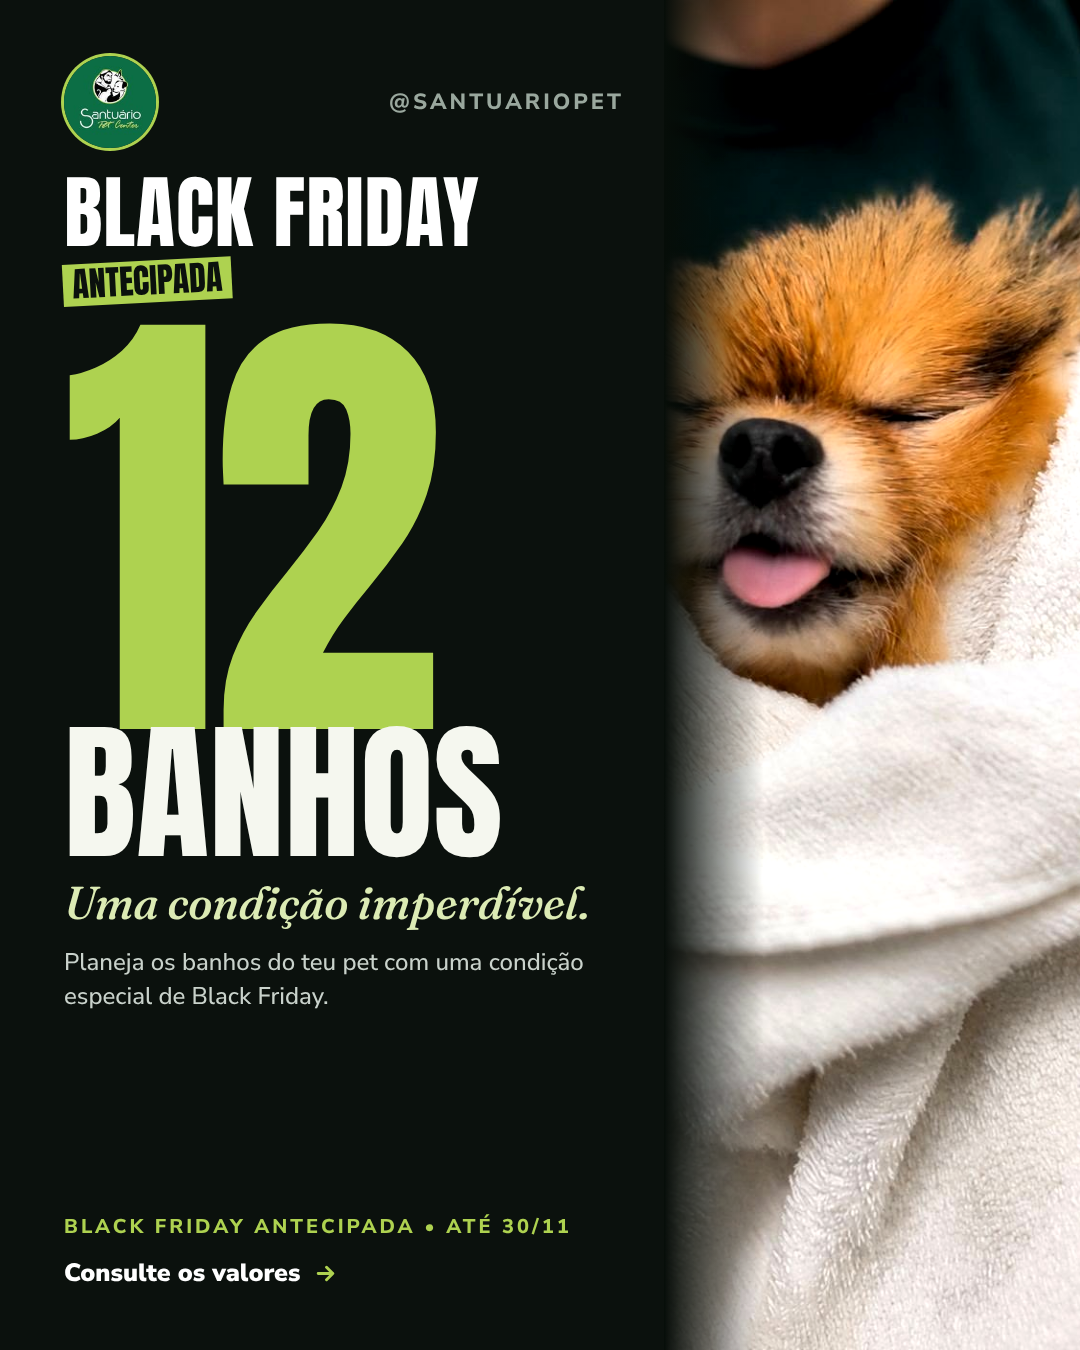 Santuário
Pet Center
@SANTUARIOPET
BLACK FRIDAY
ANTECIPADA
12
BANHOS
Uma condição imperdível.
Planeja os banhos do teu pet com uma condição
especial de Black Friday.
BLACK FRIDAY ANTECIPADA • ATÉ 30/11
Consulte os valores →